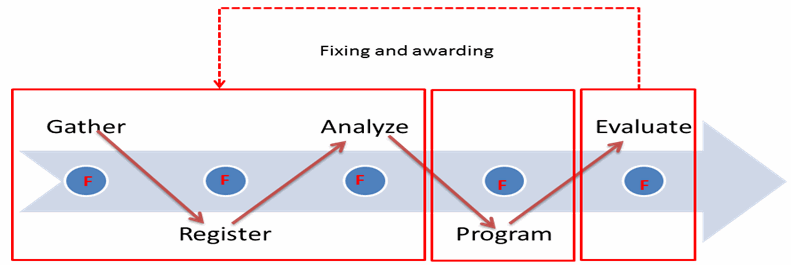 Fixing and awarding
Gather
Analyze
Evaluate
F
F
F
F
F
Register
Program